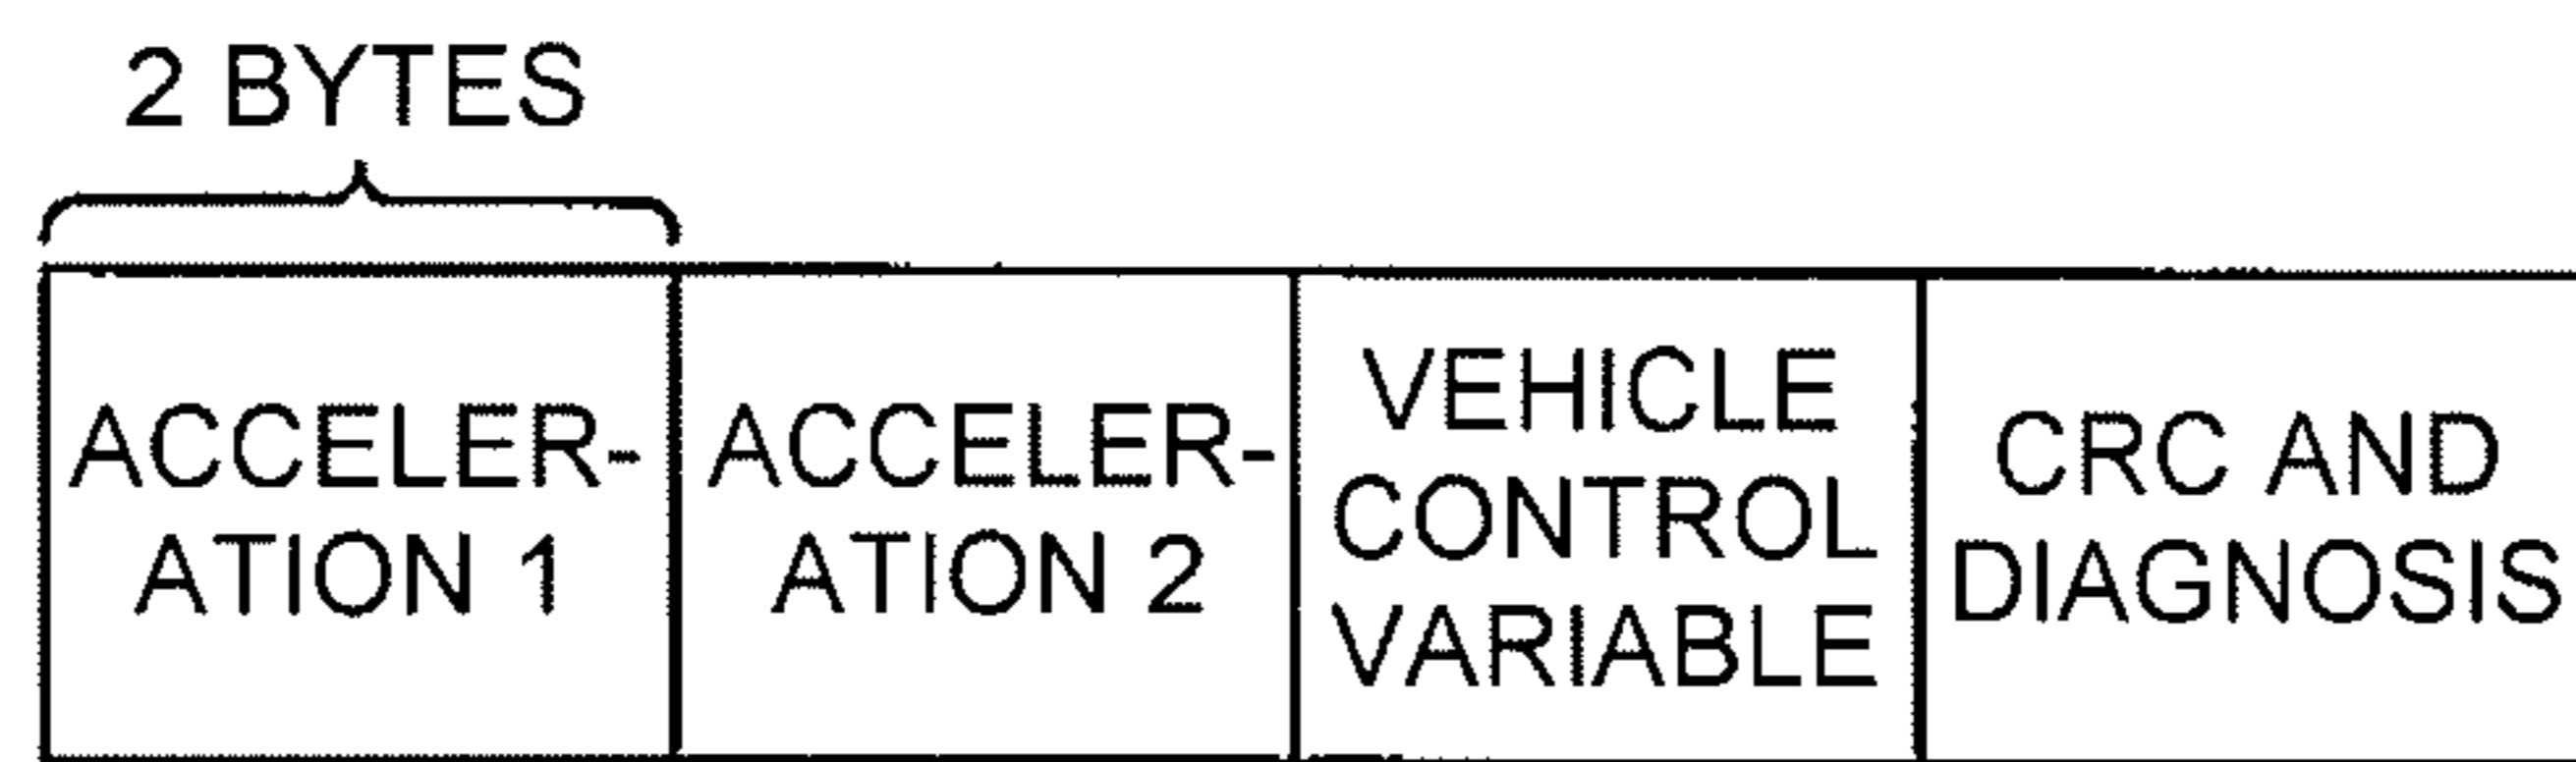 2 BYTES
ACCELER-
ATION 1
ACCELER-
ATION 2
VEHICLE
CONTROL
VARIABLE
CRC AND
DIAGNOSIS